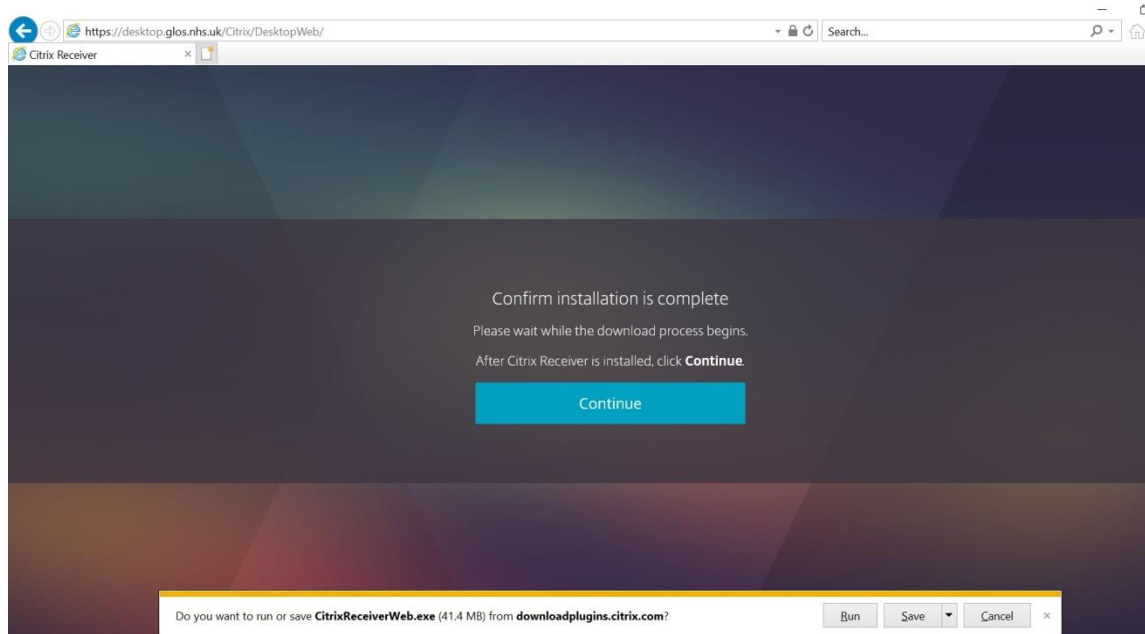 https://desktop.glos.nhs.uk/Citrix/DesktopWeb/
Search...
Citrix Receiver
Confirm installation is complete
Please wait while the download process begins.
After Citrix Receiver is installed, click Continue.
Continue
Do you want to run or save CitrixReceiverWeb.exe (41.4 MB) from downloadplugins.citrix.com?
Run
Save
Cancel